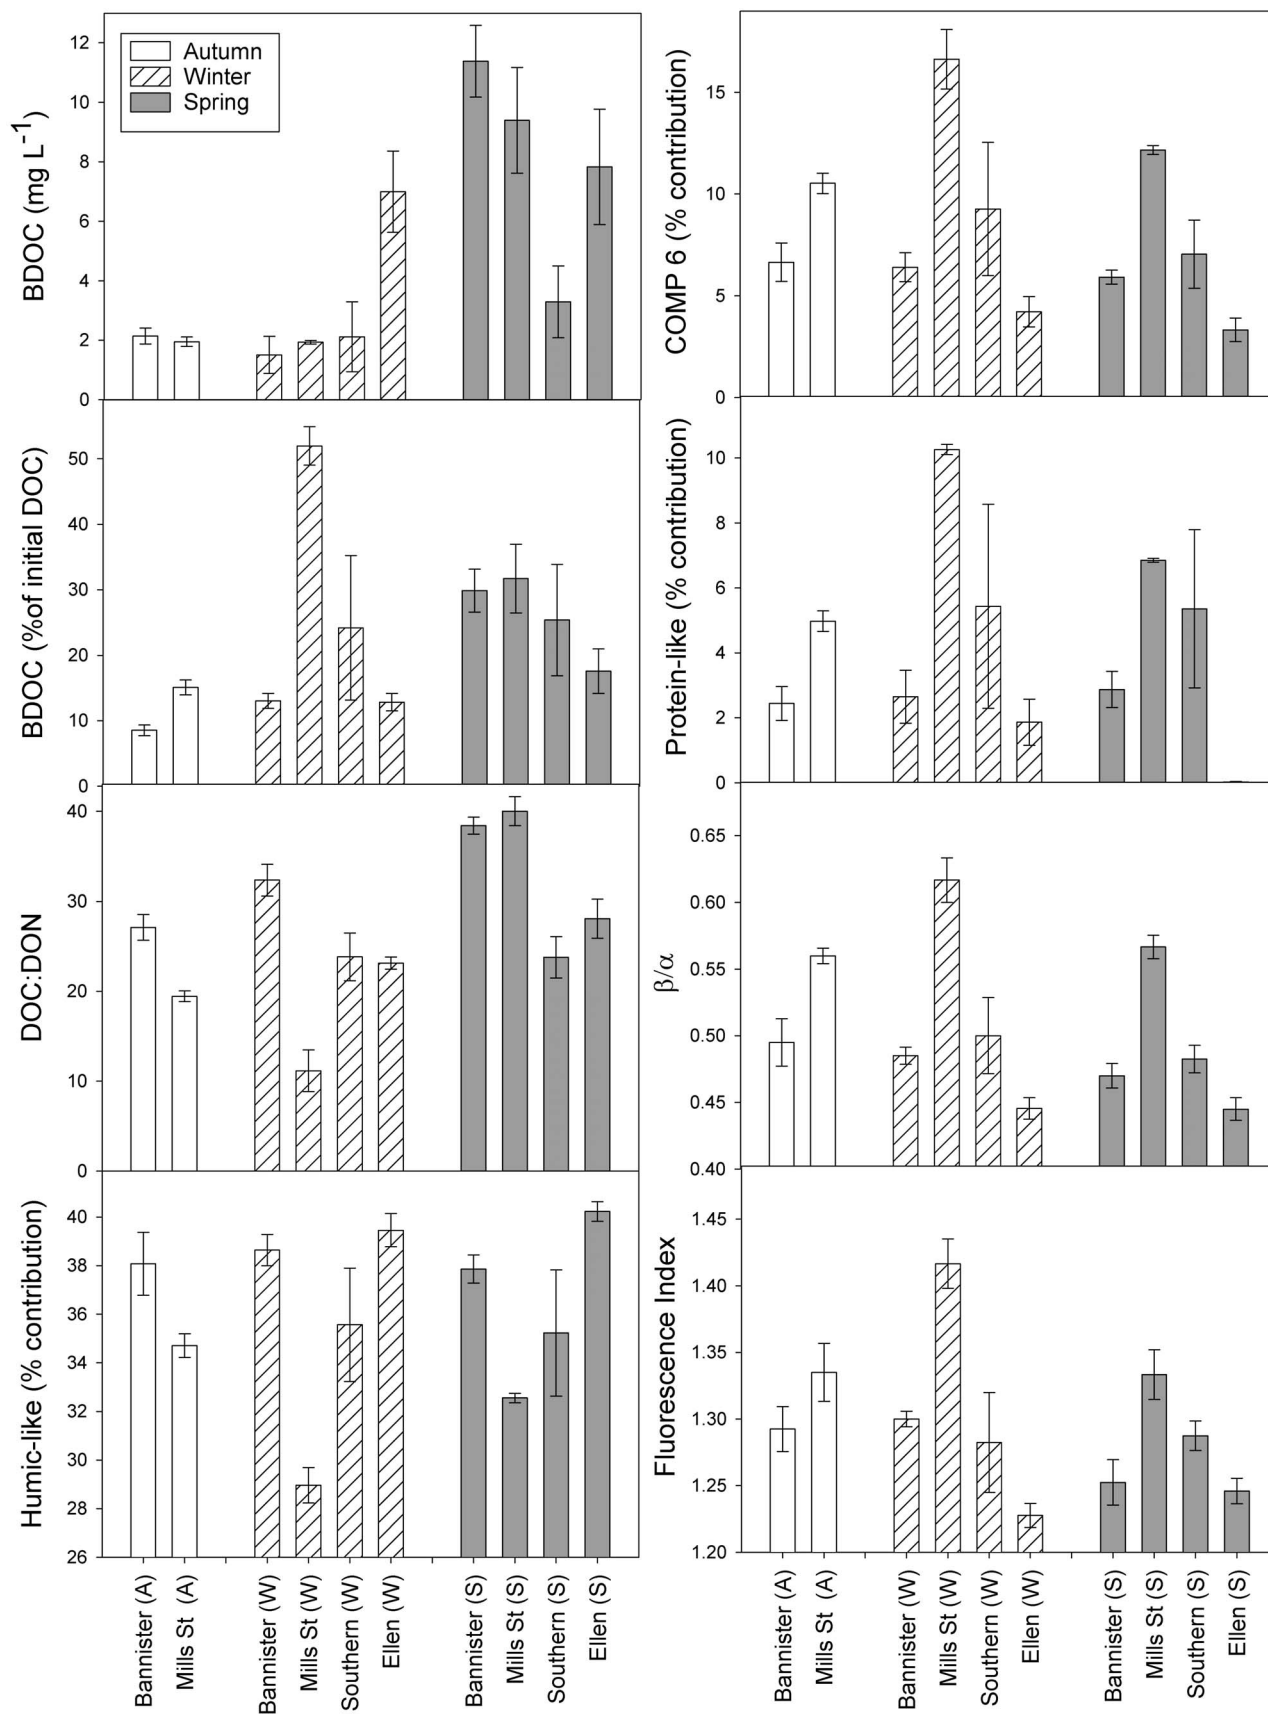 Autumn
Winter
Spring
BDOC (mg L-1)
12
10
8
6
4
2
0
BDOC (%of initial DOC)
50
40
30
20
10
0
DOC:DON
40
30
20
10
0
Humic-like (% contribution)
40
38
36
34
32
30
28
26
Bannister (A)
Mills St (A)
Bannister (W)
Mills St (W)
Southern (W)
Ellen (W)
Bannister (S)
Mills St (S)
Southern (S)
Ellen (S)
COMP 6 (% contribution)
15
10
5
0
Protein-like (% contribution)
10
8
6
4
2
0
β/α
0.65
0.60
0.55
0.50
0.45
0.40
Fluorescence Index
1.45
1.40
1.35
1.30
1.25
1.20
Bannister (A)
Mills St (A)
Bannister (W)
Mills St (W)
Southern (W)
Ellen (W)
Bannister (S)
Mills St (S)
Southern (S)
Ellen (S)